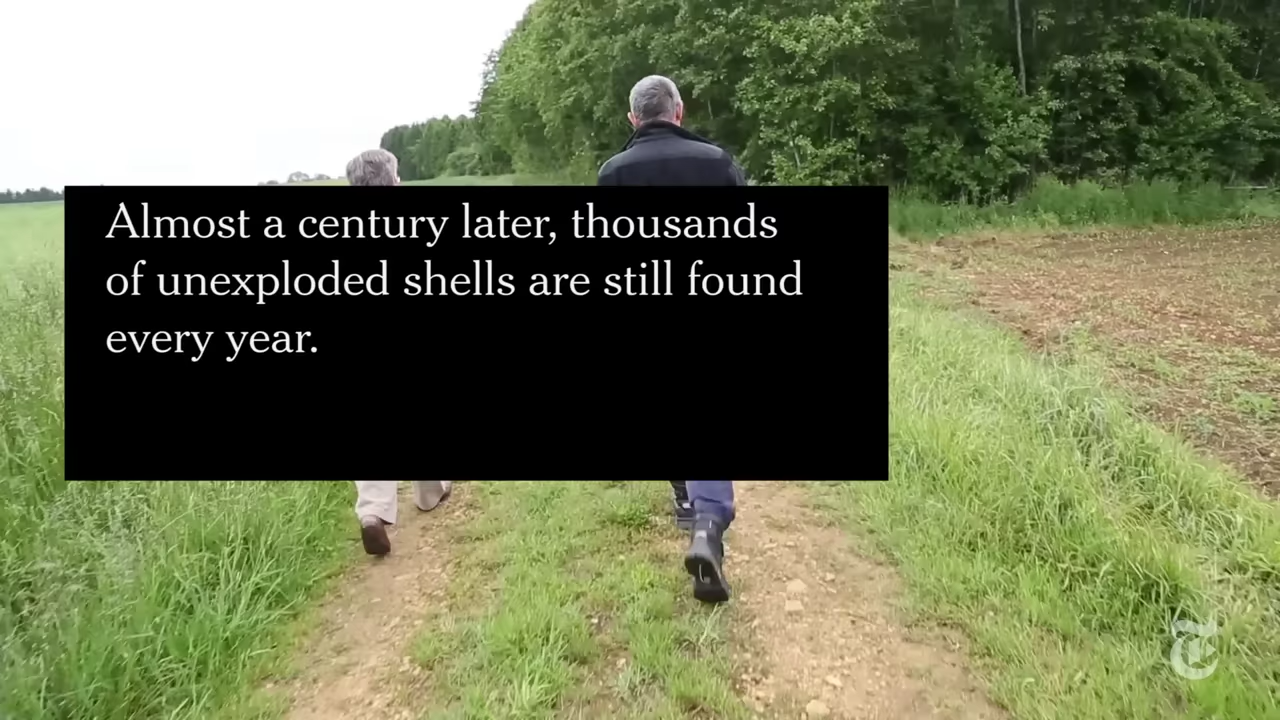 Almost a century later, thousands
of unexploded shells are still found
every year.